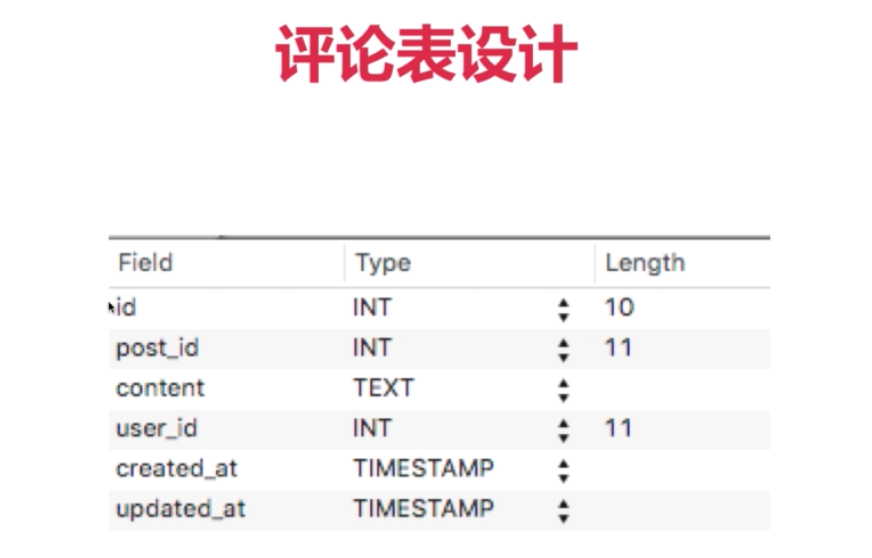 评论表设计
Field Type Length
id INT 10
post_id INT 11
content TEXT
user_id INT 11
created_at TIMESTAMP
updated_at TIMESTAMP